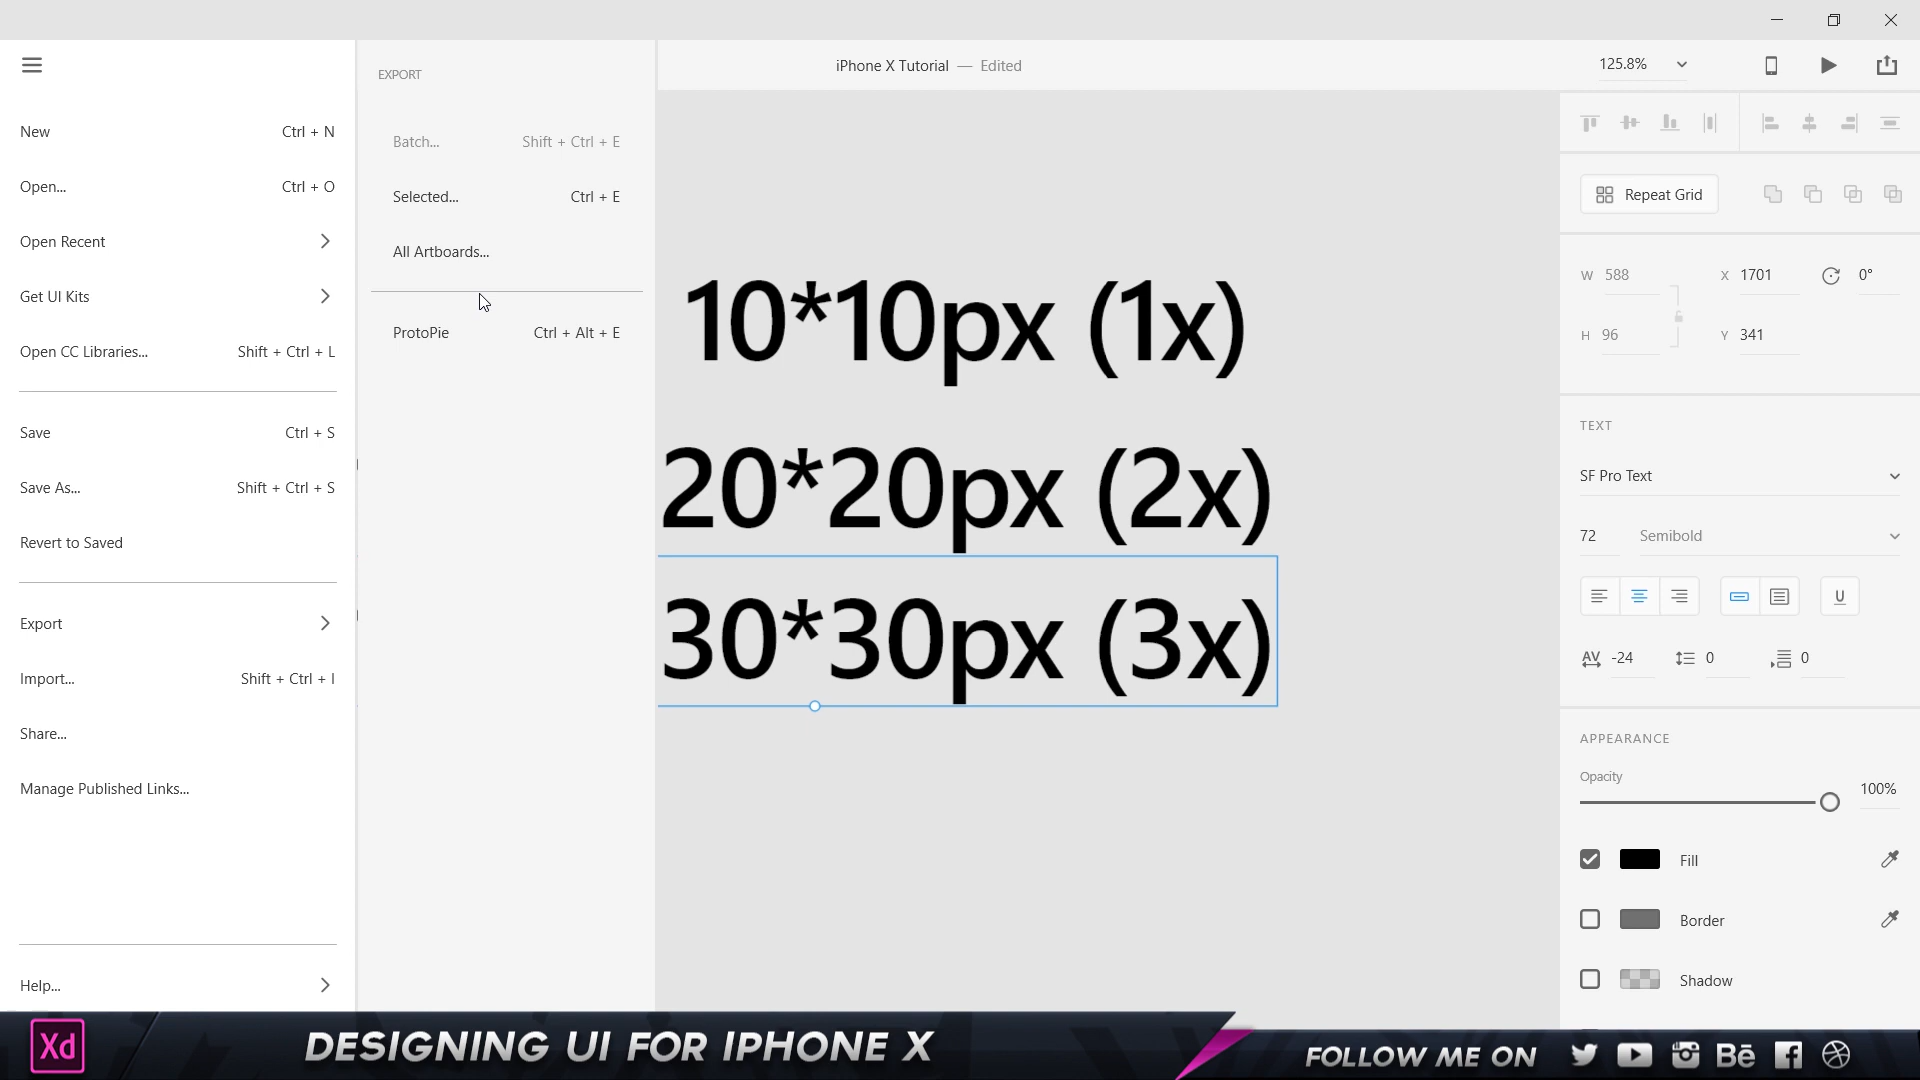 iPhone X Tutorial — Edited
125.8%
New Ctrl + N
Open... Ctrl + O
Open Recent
Get UI Kits
Open CC Libraries... Shift + Ctrl + L
Save Ctrl + S
Save As... Shift + Ctrl + S
Revert to Saved
Export
Import... Shift + Ctrl + I
Share...
Manage Published Links...
Help...
EXPORT
Batch... Shift + Ctrl + E
Selected... Ctrl + E
All Artboards...
ProtoPie Ctrl + Alt + E
10*10px (1x)
20*20px (2x)
30*30px (3x)
Repeat Grid
W 588 X 1701 0°
H 96 Y 341
TEXT
SF Pro Text
72 Semibold
U
AV -24 0 0
APPEARANCE
Opacity
100%
Fill
Border
Shadow
Xd DESIGNING UI FOR IPHONE X
FOLLOW ME ON Bē